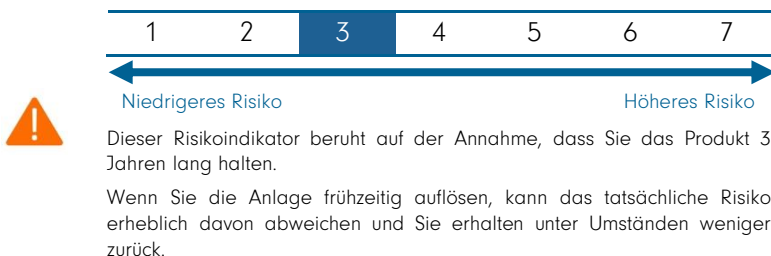 1 2 3 4 5 6 7
Niedrigeres Risiko Höheres Risiko
Dieser Risikoindikator beruht auf der Annahme, dass Sie das Produkt 3
Jahren lang halten.
Wenn Sie die Anlage frühzeitig auflösen, kann das tatsächliche Risiko
erheblich davon abweichen und Sie erhalten unter Umständen weniger
zurück.